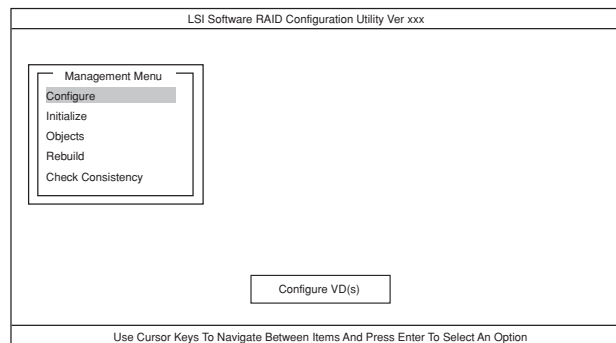 LSI Software RAID Configuration Utility Ver xxx
Management Menu
Configure
Initialize
Objects
Rebuild
Check Consistency
Configure VD(s)
Use Cursor Keys To Navigate Between Items And Press Enter To Select An Option